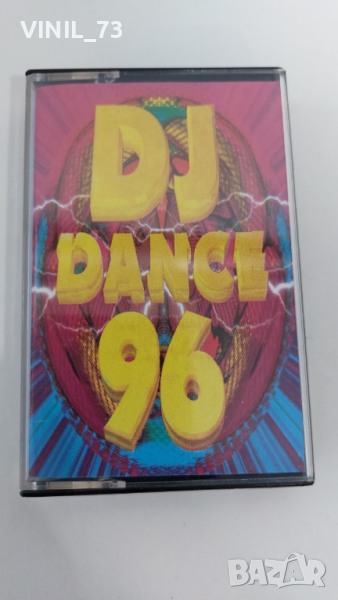 VINIL_73
DJ
DANCE
96
BAZAR